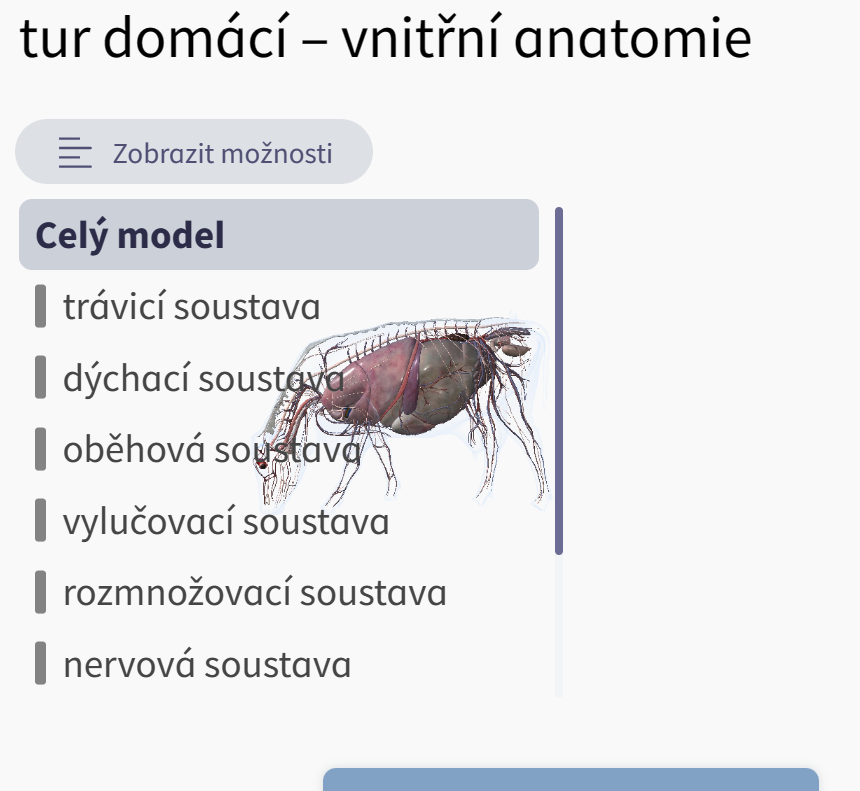 tur domácí – vnitřní anatomie
Zobrazit možnosti
Celý model
trávicí soustava
dýchací soustava
oběhová soustava
vylučovací soustava
rozmnožovací soustava
nervová soustava